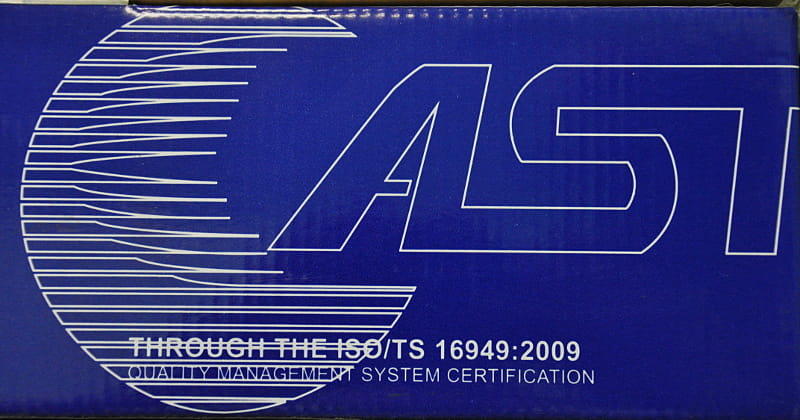 AST
THROUGH THE ISO/TS 16949:2009
QUALITY MANAGEMENT SYSTEM CERTIFICATION